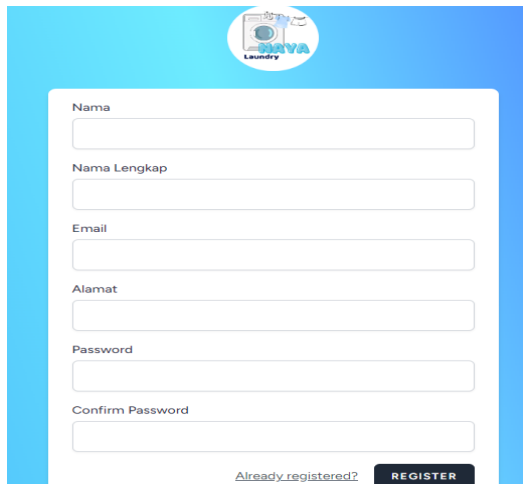 NAYA
Laundry
Nama
Nama Lengkap
Email
Alamat
Password
Confirm Password
Already registered? REGISTER